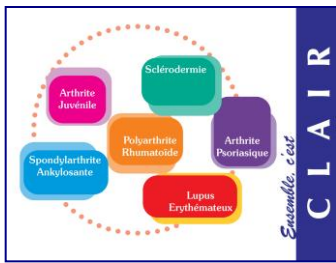 Sclérodermie
Arthrite
Juvénile
Polyarthrite
Rhumatoïde
Arthrite
Psoriasique
Spondylarthrite
Ankylosante
Lupus
Erythémateux
Ensemble, c'est
CLAIR